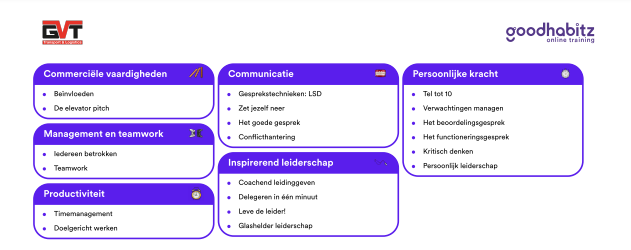 GVT
Transport & Logistics
goodhabitz
online training
Commerciële vaardigheden
Beïnvloeden
De elevator pitch
Management en teamwork
Iedereen betrokken
Teamwork
Productiviteit
Timemanagement
Doelgericht werken
Communicatie
Gesprekstechnieken: LSD
Zet jezelf neer
Het goede gesprek
Conflicthantering
Inspirerend leiderschap
Coachend leidinggeven
Delegeren in één minuut
Leve de leider!
Glashelder leiderschap
Persoonlijke kracht
Tel tot 10
Verwachtingen managen
Het beoordelingsgesprek
Het functioneringsgesprek
Kritisch denken
Persoonlijk leiderschap